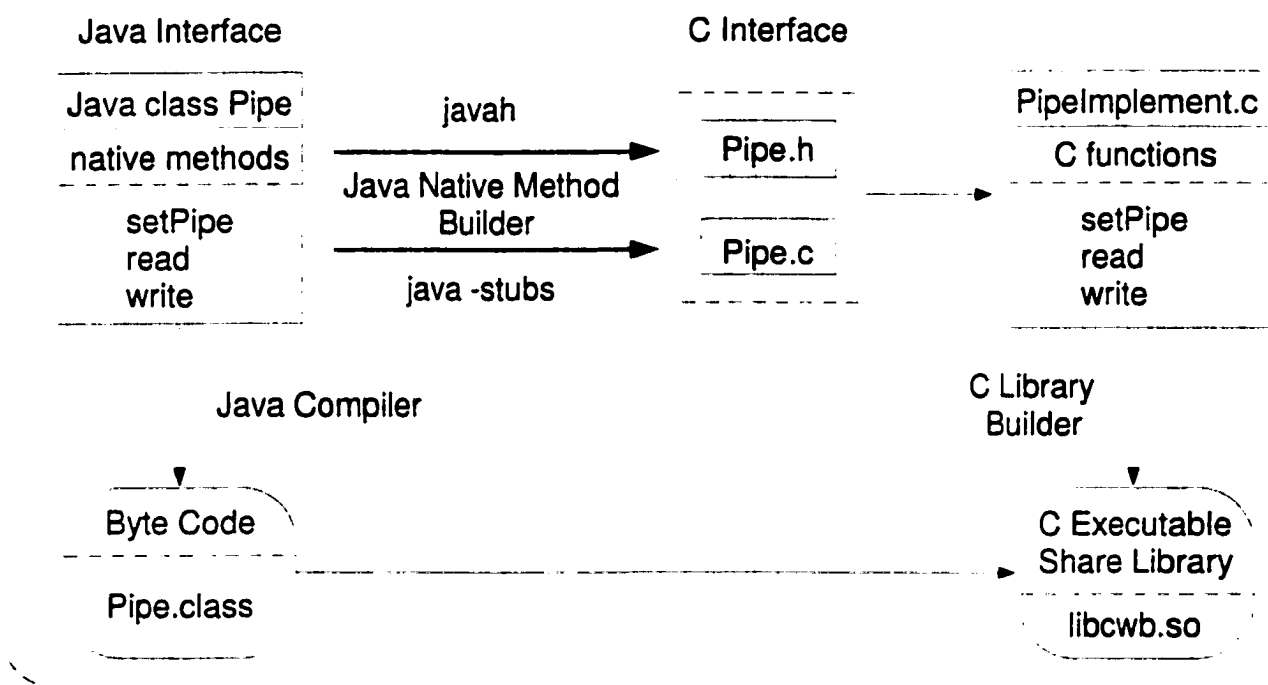 Java Interface
C Interface
Java class Pipe
native methods
setPipe
read
write
javah
Java Native Method
Builder
java -stubs
Pipe.h
Pipe.c
PipeImplement.c
C functions
setPipe
read
write
Java Compiler
C Library
Builder
Byte Code
Pipe.class
C Executable
Share Library
libcwb.so